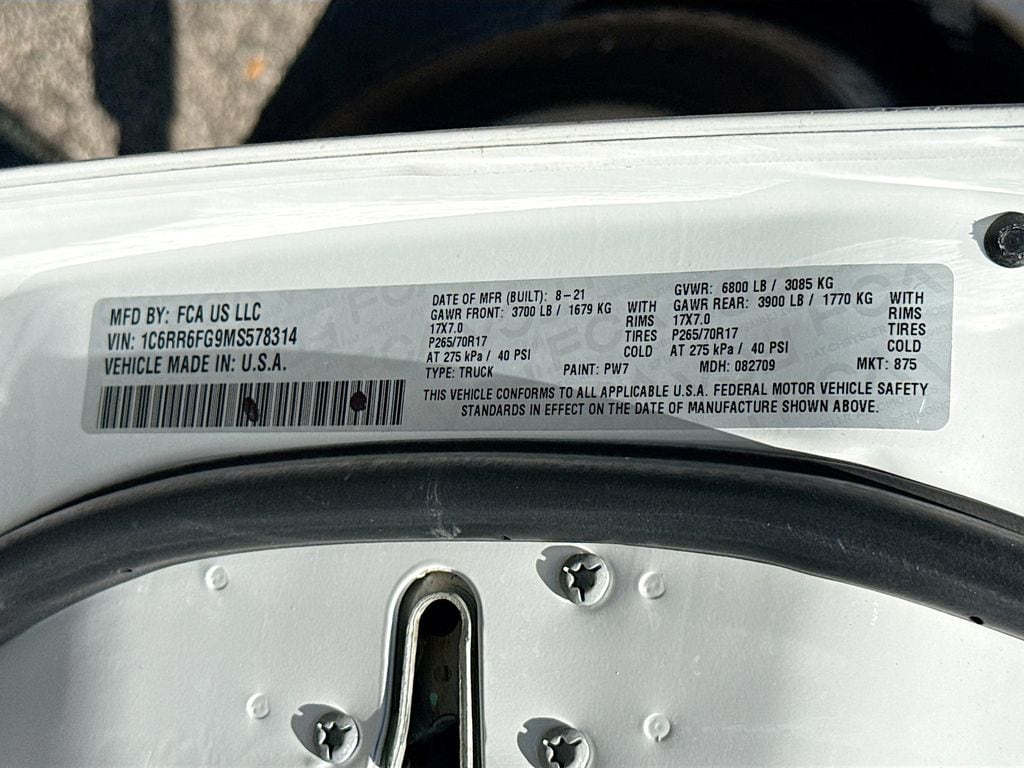 MFD BY: FCA US LLC
VIN: 1C6RR6FG9MS578314
VEHICLE MADE IN: U.S.A.
DATE OF MFR (BUILT): 8-21
GAWR FRONT: 3700 LB / 1679 KG WITH
17X7.0 RIMS
P265/70R17 TIRES
AT 275 kPa / 40 PSI COLD
TYPE: TRUCK PAINT: PW7
GVWR: 6800 LB / 3085 KG
GAWR REAR: 3900 LB / 1770 KG WITH
17X7.0 RIMS
P265/70R17 TIRES
AT 275 kPa / 40 PSI COLD
MDH: 082709 MKT: 875
THIS VEHICLE CONFORMS TO ALL APPLICABLE U.S.A. FEDERAL MOTOR VEHICLE SAFETY
STANDARDS IN EFFECT ON THE DATE OF MANUFACTURE SHOWN ABOVE.